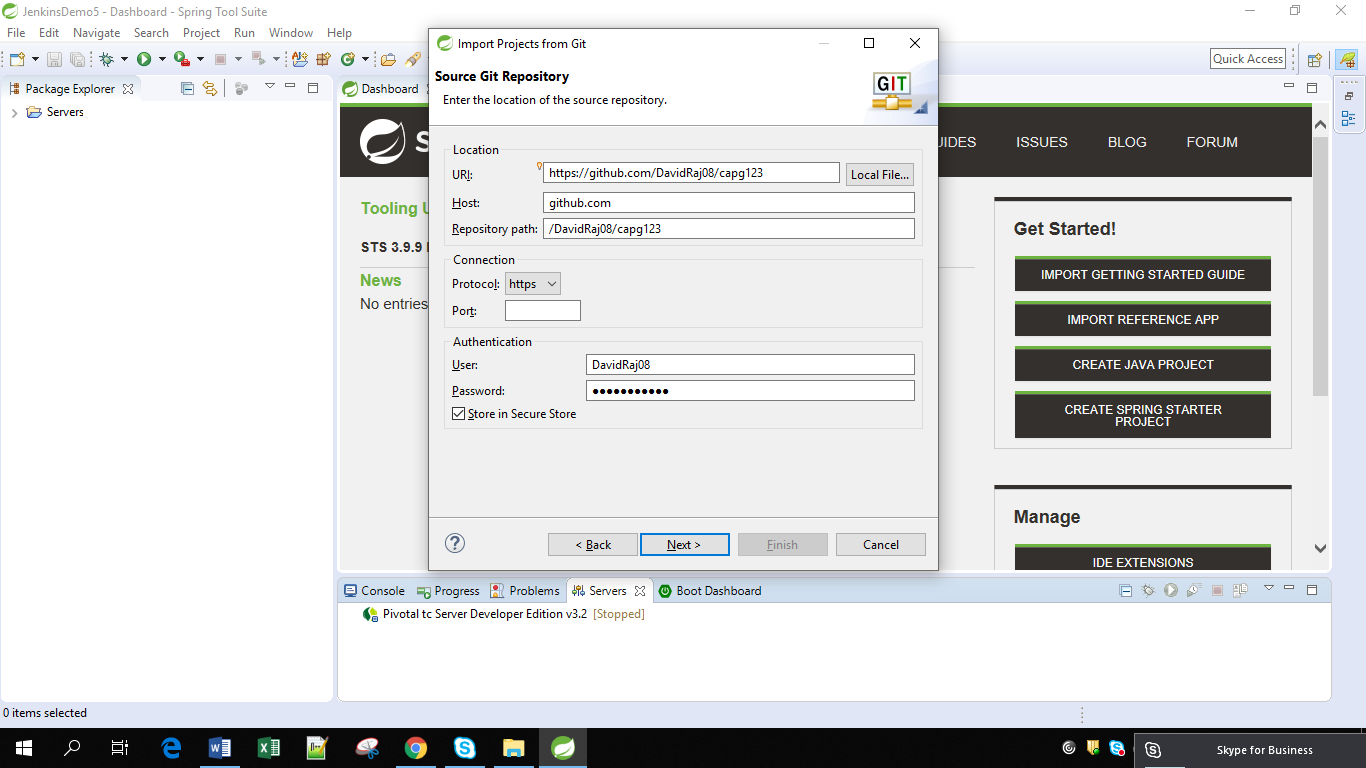 JenkinsDemo5 - Dashboard - Spring Tool Suite
File Edit Navigate Search Project Run Window Help
Quick Access
Package Explorer
Servers
Dashboard
S
UIDES ISSUES BLOG FORUM
Tooling U
STS 3.9.9
News
No entries
Get Started!
IMPORT GETTING STARTED GUIDE
IMPORT REFERENCE APP
CREATE JAVA PROJECT
CREATE SPRING STARTER
PROJECT
Manage
IDE EXTENSIONS
Import Projects from Git
Source Git Repository
Enter the location of the source repository.
GIT
Location
URI: https://github.com/DavidRaj08/capg123 Local File...
Host: github.com
Repository path: /DavidRaj08/capg123
Connection
Protocol: https
Port:
Authentication
User: DavidRaj08
Password: ●●●●●●●●●●●
Store in Secure Store
< Back Next > Finish Cancel
Console Progress Problems Servers Boot Dashboard
Pivotal tc Server Developer Edition v3.2 [Stopped]
0 items selected
Skype for Business